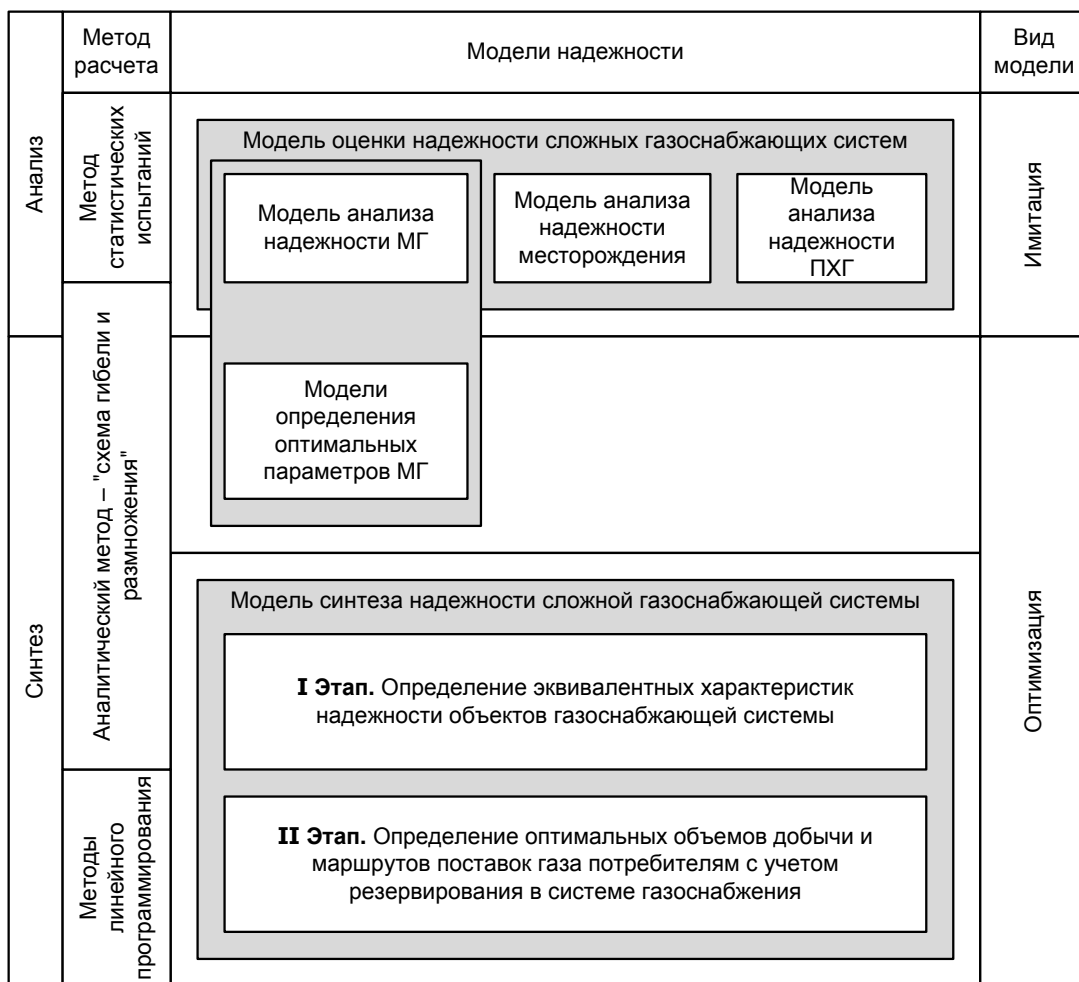 Метод
расчета
Модели надежности
Вид
модели
Анализ
Метод
статистических
испытаний
Модель оценки надежности сложных газоснабжающих систем
Модель анализа
надежности МГ
Модель анализа
надежности
месторождения
Модель
анализа
надежности
ПХГ
Имитация
Аналитический метод – "схема гибели и
размножения"
Модели
определения
оптимальных
параметров МГ
Синтез
Модель синтеза надежности сложной газоснабжающей системы
I Этап. Определение эквивалентных характеристик
надежности объектов газоснабжающей системы
Оптимизация
Методы
линейного
программирования
II Этап. Определение оптимальных объемов добычи и
маршрутов поставок газа потребителям с учетом
резервирования в системе газоснабжения